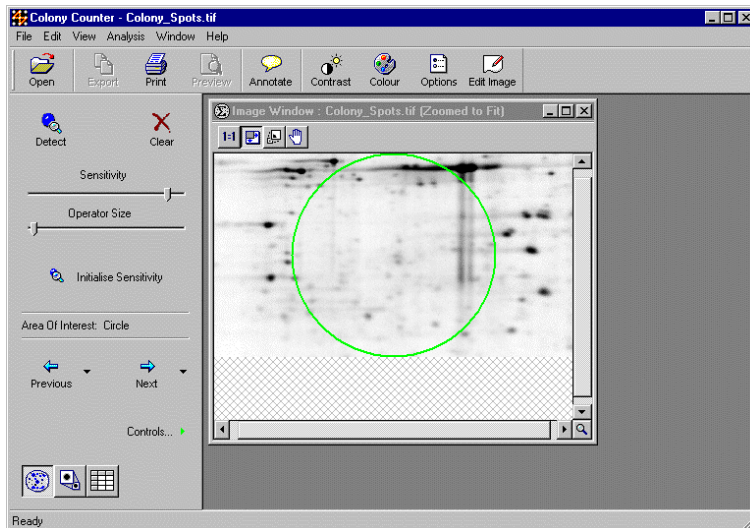 Colony Counter - Colony_Spots.tif
File Edit View Analysis Window Help
Open Export Print Preview Annotate Contrast Colour Options Edit Image
Image Window : Colony_Spots.tif (Zoomed to Fit)
1:1
Detect Clear
Sensitivity
Operator Size
Initialise Sensitivity
Area Of Interest: Circle
Previous Next
Controls...
Ready